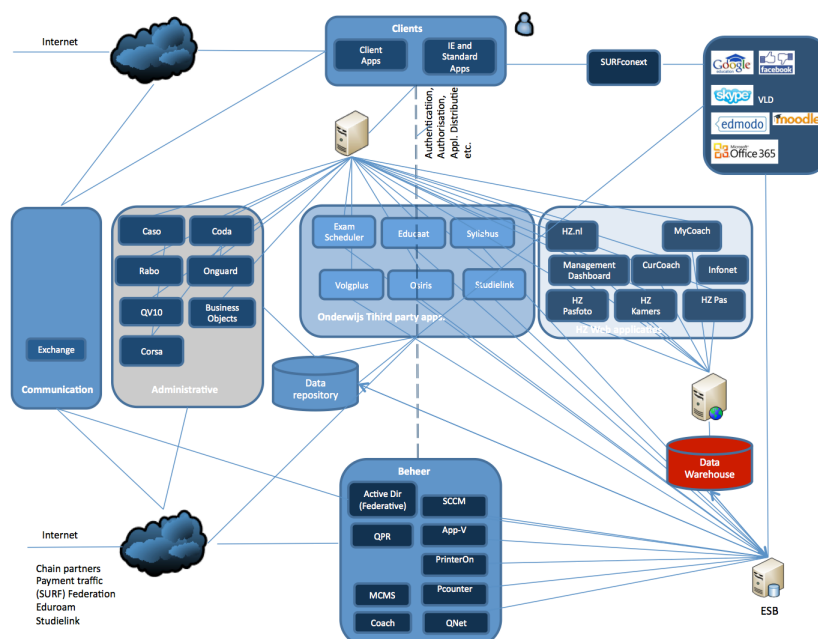 Internet
Clients
Client
Apps
IE and
Standard
Apps
SURFconext
Google
education
facebook
skype
VLD
edmodo
moodle
Microsoft
Office 365
Authenticatiion,
Authorisation,
Appl. Distributie
etc.
Caso
Coda
Rabo
Onguard
QV10
Business
Objects
Corsa
Administrative
Exchange
Communication
Exam
Scheduler
Educaat
Syllabus
Volgplus
Osiris
Studielink
Onderwijs Tihird party apps.
HZ.nl
MyCoach
Management
Dashboard
CurCoach
Infonet
HZ
Pasfoto
HZ
Kamers
HZ Pas
HZ Web applicaties
Data
repository
Data
Warehouse
Beheer
Active Dir
(Federative)
SCCM
QPR
App-V
PrinterOn
MCMS
Pcounter
Coach
QNet
Internet
Chain partners
Payment traffic
(SURF) Federation
Eduroam
Studielink
ESB